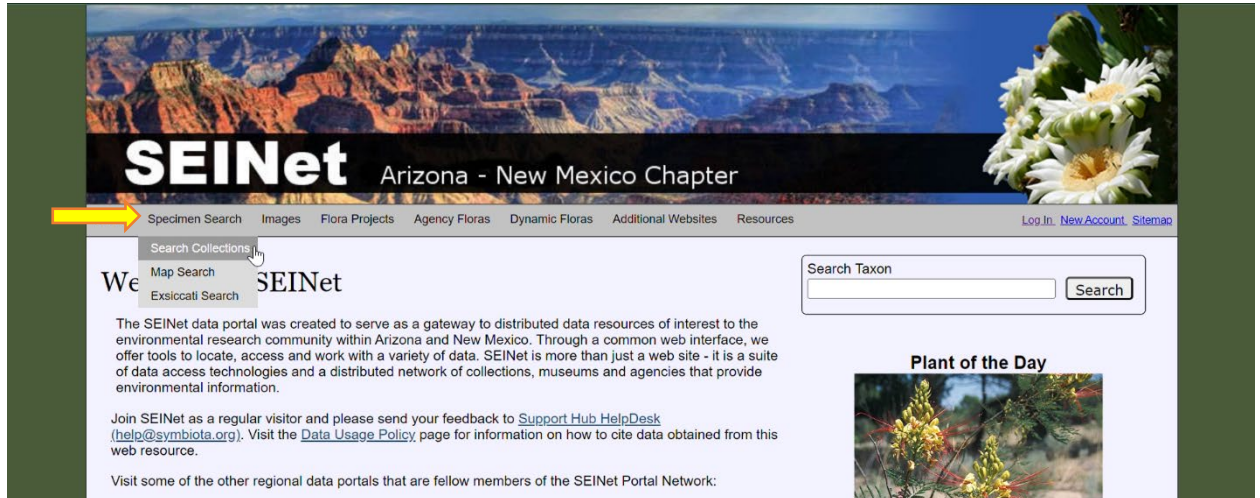 SEINet Arizona - New Mexico Chapter
Specimen Search Images Flora Projects Agency Floras Dynamic Floras Additional Websites Resources Log In New Account Sitemap
Search Collections
Map Search
Exsiccati Search
We SEINet
Search Taxon
Search
The SEINet data portal was created to serve as a gateway to distributed data resources of interest to the
environmental research community within Arizona and New Mexico. Through a common web interface, we
offer tools to locate, access and work with a variety of data. SEINet is more than just a web site - it is a suite
of data access technologies and a distributed network of collections, museums and agencies that provide
environmental information.
Join SEINet as a regular visitor and please send your feedback to Support Hub HelpDesk
(help@symbiota.org). Visit the Data Usage Policy page for information on how to cite data obtained from this
web resource.
Visit some of the other regional data portals that are fellow members of the SEINet Portal Network:
Plant of the Day